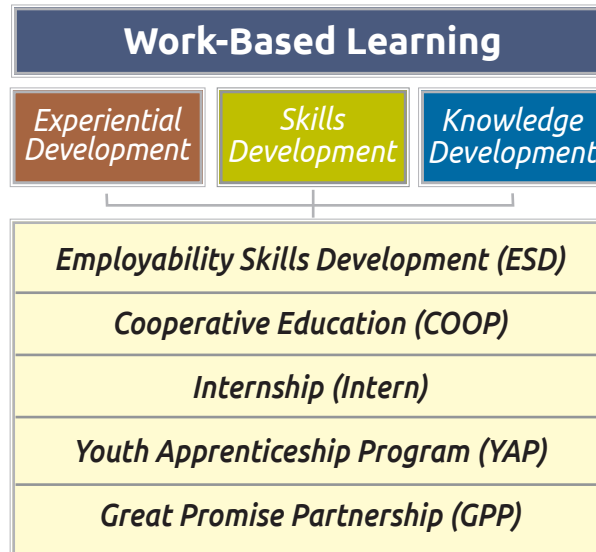 Work-Based Learning
Experiential
Development
Skills
Development
Knowledge
Development
Employability Skills Development (ESD)
Cooperative Education (COOP)
Internship (Intern)
Youth Apprenticeship Program (YAP)
Great Promise Partnership (GPP)